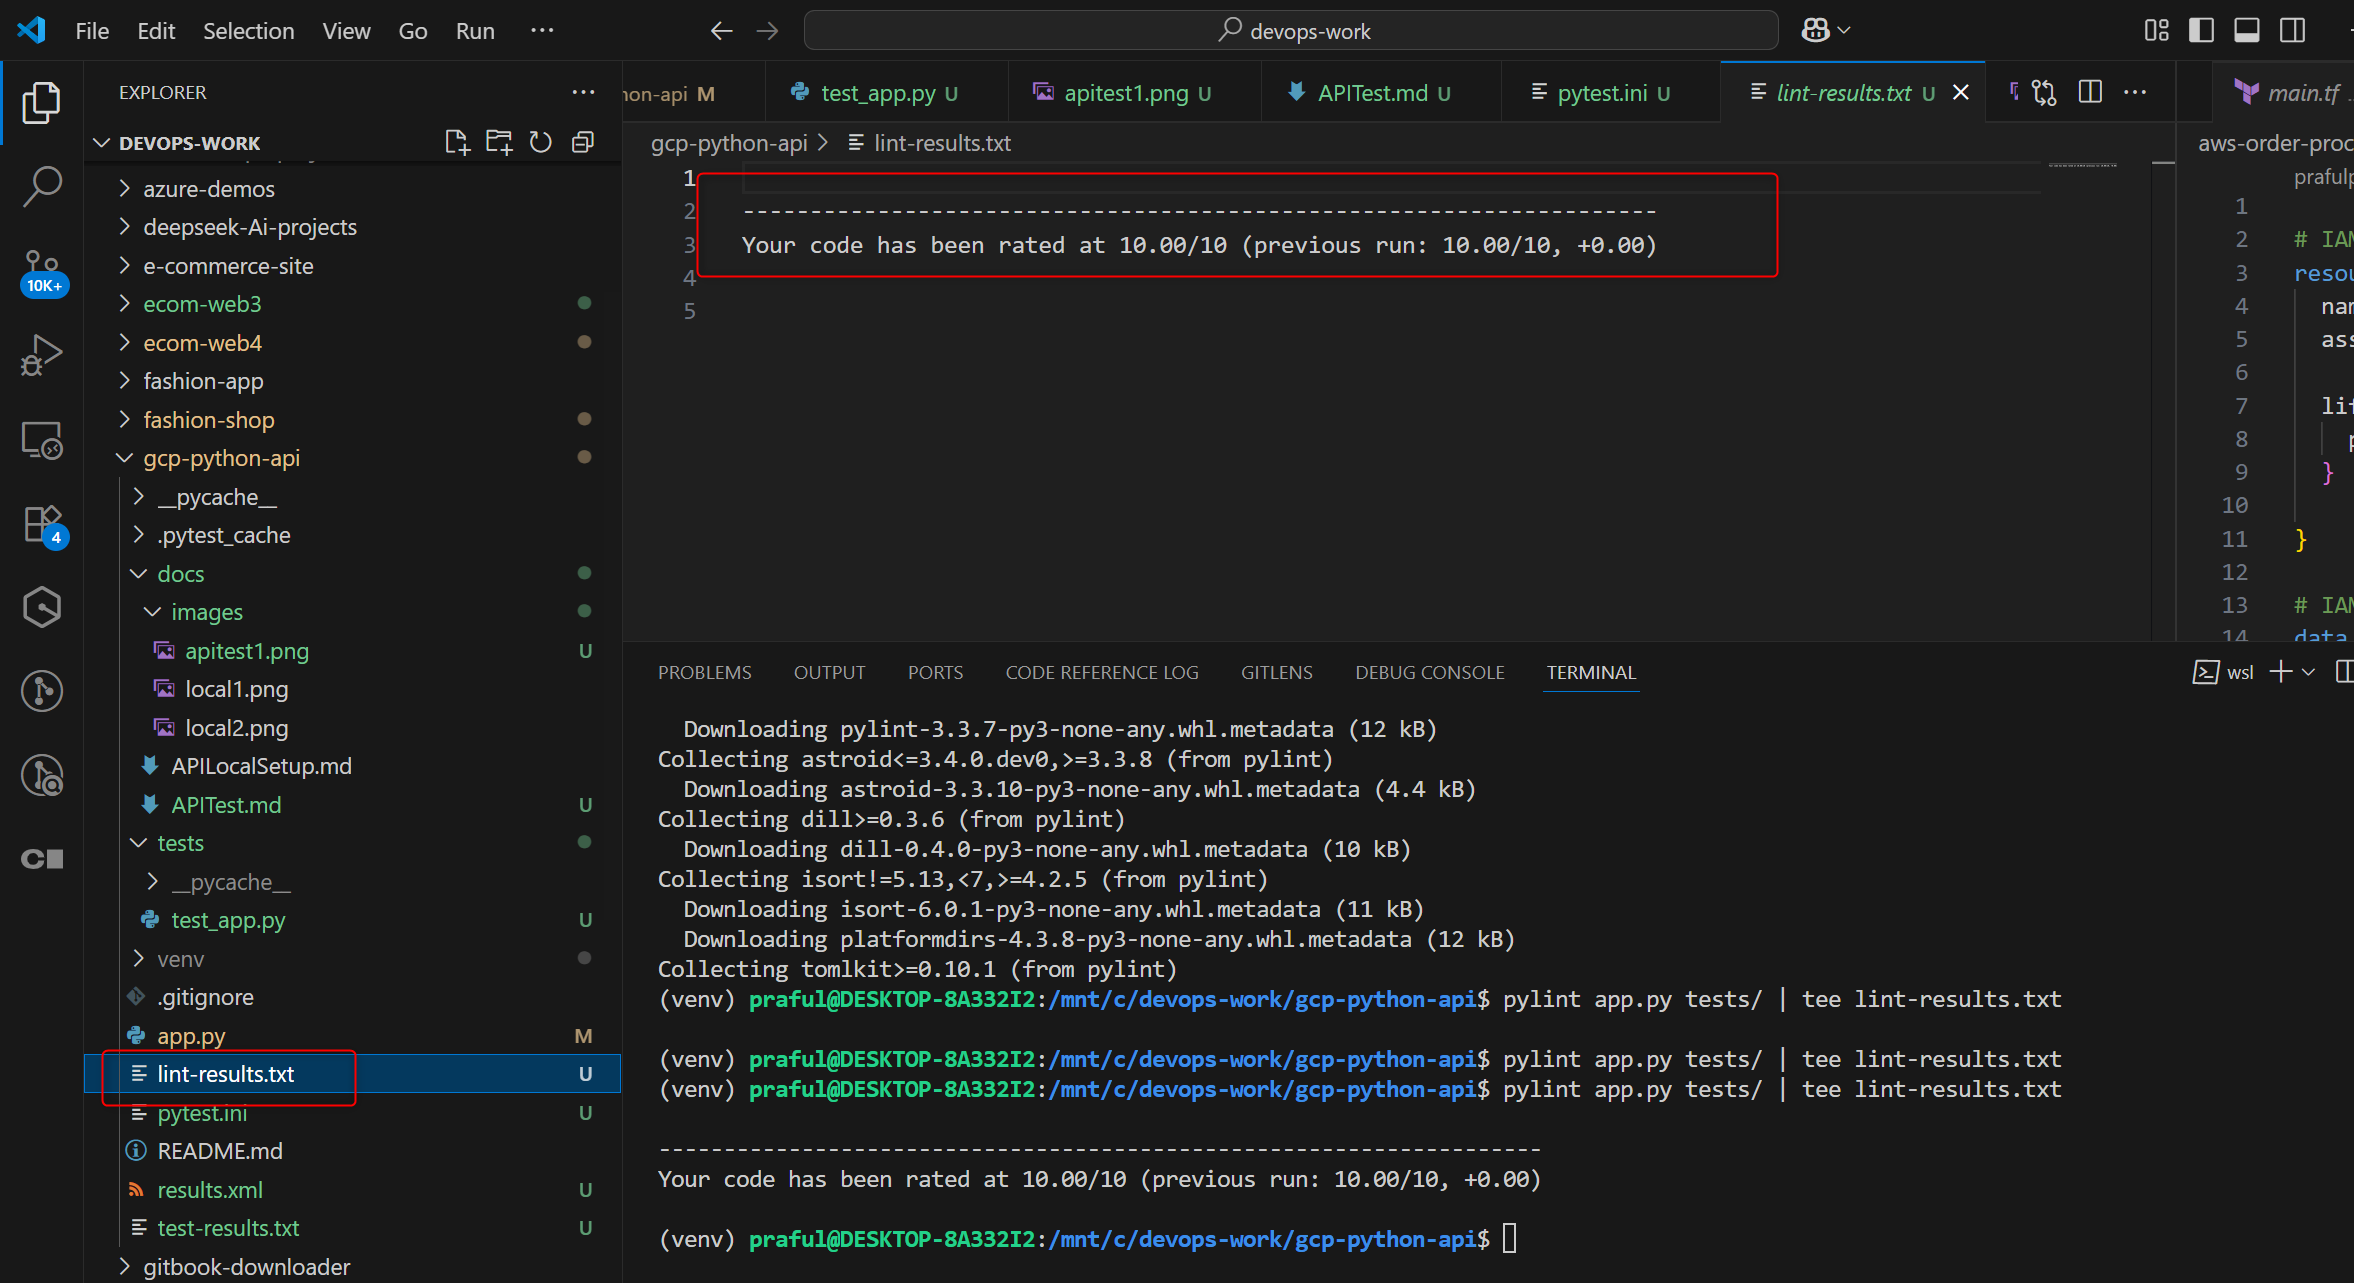 File Edit Selection View Go Run ···
devops-work
EXPLORER
DEVOPS-WORK
azure-demos
deepseek-Ai-projects
e-commerce-site
ecom-web3
ecom-web4
fashion-app
fashion-shop
gcp-python-api
__pycache__
.pytest_cache
docs
images
apitest1.png U
local1.png
local2.png
APILocalSetup.md
APITest.md U
tests
__pycache__
test_app.py U
venv
.gitignore
app.py M
lint-results.txt U
pytest.ini U
README.md
results.xml U
test-results.txt U
gitbook-downloader
10K+
4
non-api M test_app.py U apitest1.png U APITest.md U pytest.ini U lint-results.txt U
gcp-python-api > lint-results.txt
1
2 --------------------------------------------------------------------
3 Your code has been rated at 10.00/10 (previous run: 10.00/10, +0.00)
4
5
main.tf
aws-order-proc
prafulp
1
2 # IAM
3 resou
4 nam
5 ass
6
7 lif
8 p
9 }
10
11 }
12
13 # IAM
14 data
PROBLEMS OUTPUT PORTS CODE REFERENCE LOG GITLENS DEBUG CONSOLE TERMINAL
wsl
Downloading pylint-3.3.7-py3-none-any.whl.metadata (12 kB)
Collecting astroid<=3.4.0.dev0,>=3.3.8 (from pylint)
Downloading astroid-3.3.10-py3-none-any.whl.metadata (4.4 kB)
Collecting dill>=0.3.6 (from pylint)
Downloading dill-0.4.0-py3-none-any.whl.metadata (10 kB)
Collecting isort!=5.13,<7,>=4.2.5 (from pylint)
Downloading isort-6.0.1-py3-none-any.whl.metadata (11 kB)
Downloading platformdirs-4.3.8-py3-none-any.whl.metadata (12 kB)
Collecting tomlkit>=0.10.1 (from pylint)
(venv) praful@DESKTOP-8A332I2:/mnt/c/devops-work/gcp-python-api$ pylint app.py tests/ | tee lint-results.txt
(venv) praful@DESKTOP-8A332I2:/mnt/c/devops-work/gcp-python-api$ pylint app.py tests/ | tee lint-results.txt
(venv) praful@DESKTOP-8A332I2:/mnt/c/devops-work/gcp-python-api$ pylint app.py tests/ | tee lint-results.txt
--------------------------------------------------------------------
Your code has been rated at 10.00/10 (previous run: 10.00/10, +0.00)
(venv) praful@DESKTOP-8A332I2:/mnt/c/devops-work/gcp-python-api$